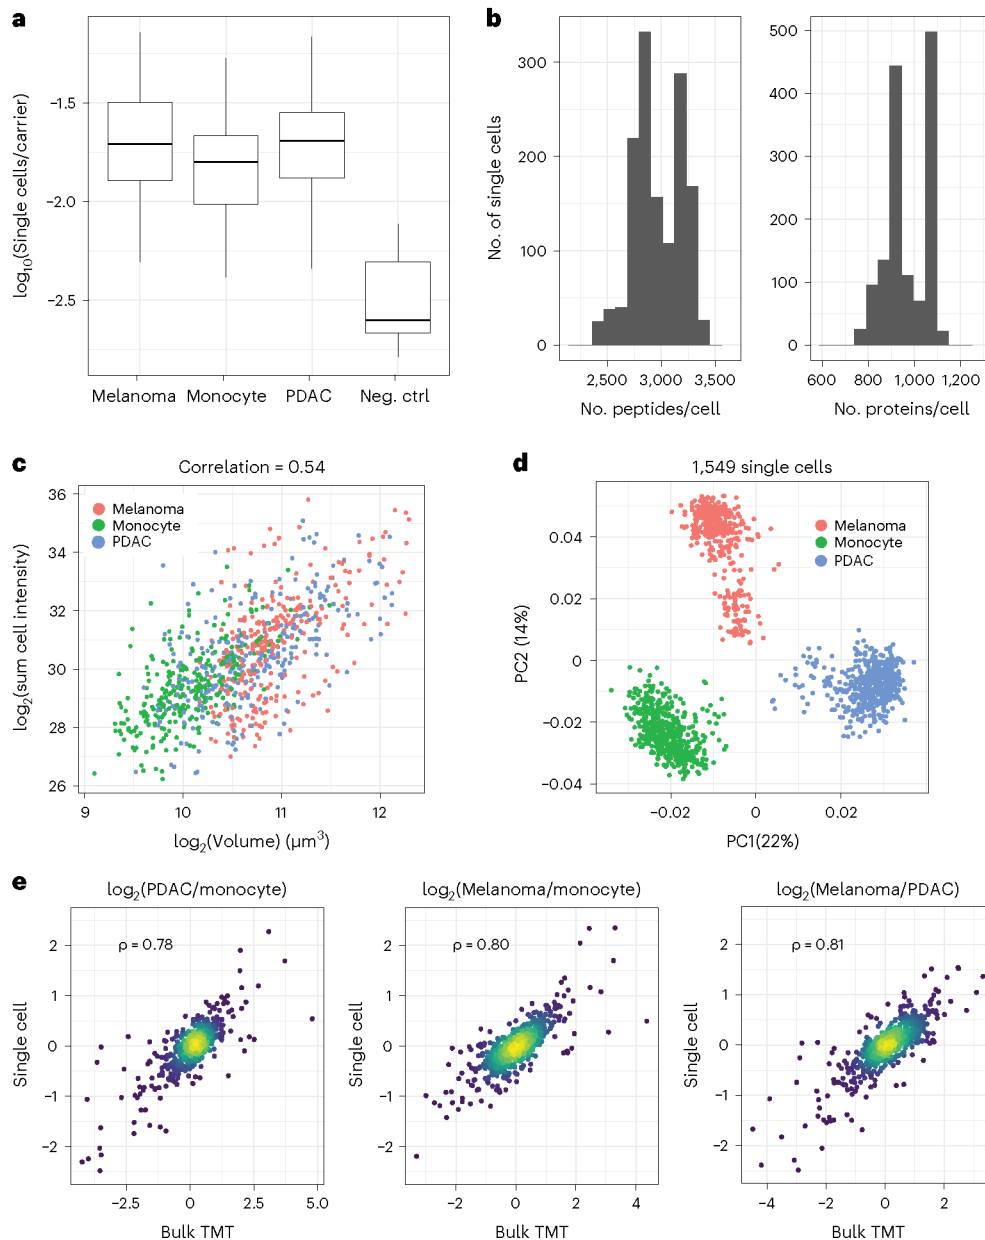 a
log10(Single cells/carrier)
−1.5
−2.0
−2.5
Melanoma Monocyte PDAC Neg. ctrl
b
No. of single cells
300
200
100
0
2,500 3,000 3,500
No. peptides/cell
500
400
300
200
100
0
600 800 1,000 1,200
No. proteins/cell
c
Correlation = 0.54
Melanoma
Monocyte
PDAC
log2(sum cell intensity)
36
34
32
30
28
26
9 10 11 12
log2(Volume) (µm³)
d
1,549 single cells
Melanoma
Monocyte
PDAC
PC2 (14%)
0.04
0.02
0
−0.02
−0.04
−0.02 0 0.02
PC1(22%)
e
log2(PDAC/monocyte)
ρ = 0.78
Single cell
2
1
0
−1
−2
−2.5 0 2.5 5.0
Bulk TMT
log2(Melanoma/monocyte)
ρ = 0.80
Single cell
2
1
0
−1
−2
−2 0 2 4
Bulk TMT
log2(Melanoma/PDAC)
ρ = 0.81
Single cell
2
1
0
−1
−2
−4 −2 0 2
Bulk TMT